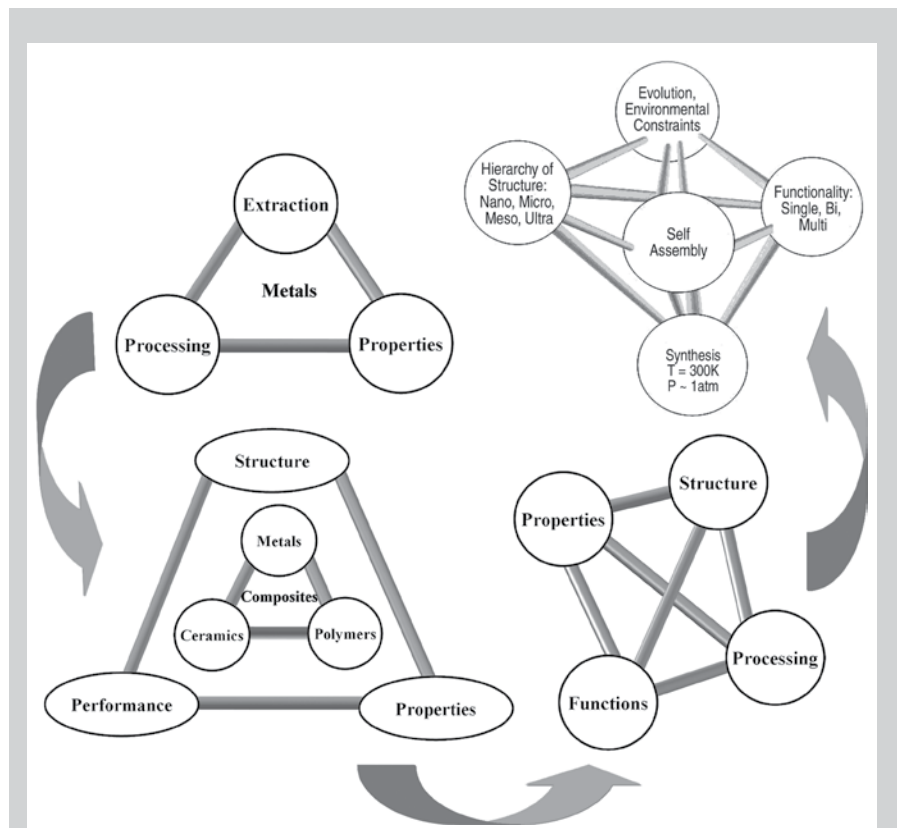 Extraction
Metals
Processing
Properties
Evolution,
Environmental
Constraints
Hierarchy of
Structure:
Nano, Micro,
Meso, Ultra
Functionality:
Single, Bi,
Multi
Self
Assembly
Synthesis
T = 300K
P ~ 1atm
Structure
Metals
Composites
Ceramics
Polymers
Performance
Properties
Structure
Properties
Processing
Functions